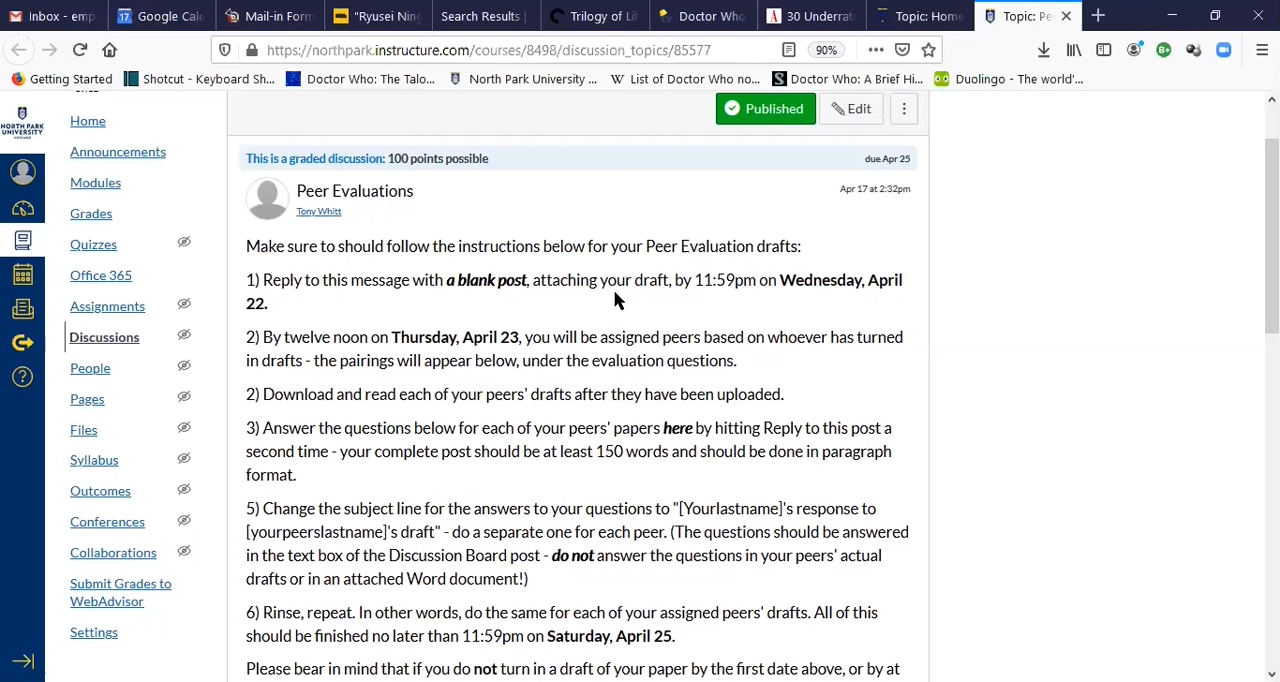 Inbox - emp
17 Google Cale
Mail-in Form
"Ryusei Ning
Search Results |
Trilogy of Lif
Doctor Who
30 Underrat
Topic: Home
Topic: Pe
https://northpark.instructure.com/courses/8498/discussion_topics/85577
90%
Getting Started
Shotcut - Keyboard Sh...
Doctor Who: The Talo...
North Park University ...
List of Doctor Who no...
Doctor Who: A Brief Hi...
Duolingo - The world'...
NORTH PARK
UNIVERSITY
CHICAGO
Home
Announcements
Modules
Grades
Quizzes
Office 365
Assignments
Discussions
People
Pages
Files
Syllabus
Outcomes
Conferences
Collaborations
Submit Grades to
WebAdvisor
Settings
Published
Edit
This is a graded discussion: 100 points possible
due Apr 25
Peer Evaluations
Apr 17 at 2:32pm
Tony Whitt
Make sure to should follow the instructions below for your Peer Evaluation drafts:
1) Reply to this message with a blank post, attaching your draft, by 11:59pm on Wednesday, April
22.
2) By twelve noon on Thursday, April 23, you will be assigned peers based on whoever has turned
in drafts - the pairings will appear below, under the evaluation questions.
2) Download and read each of your peers' drafts after they have been uploaded.
3) Answer the questions below for each of your peers' papers here by hitting Reply to this post a
second time - your complete post should be at least 150 words and should be done in paragraph
format.
5) Change the subject line for the answers to your questions to "[Yourlastname]'s response to
[yourpeerslastname]'s draft" - do a separate one for each peer. (The questions should be answered
in the text box of the Discussion Board post - do not answer the questions in your peers' actual
drafts or in an attached Word document!)
6) Rinse, repeat. In other words, do the same for each of your assigned peers' drafts. All of this
should be finished no later than 11:59pm on Saturday, April 25.
Please bear in mind that if you do not turn in a draft of your paper by the first date above, or by at